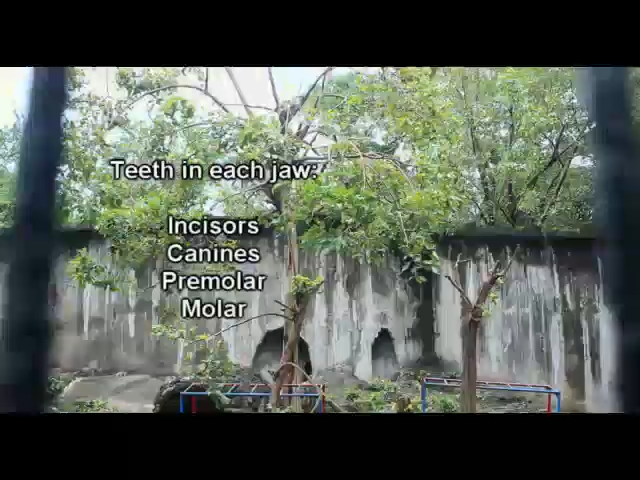 Teeth in each jaw:
Incisors
Canines
Premolar
Molar